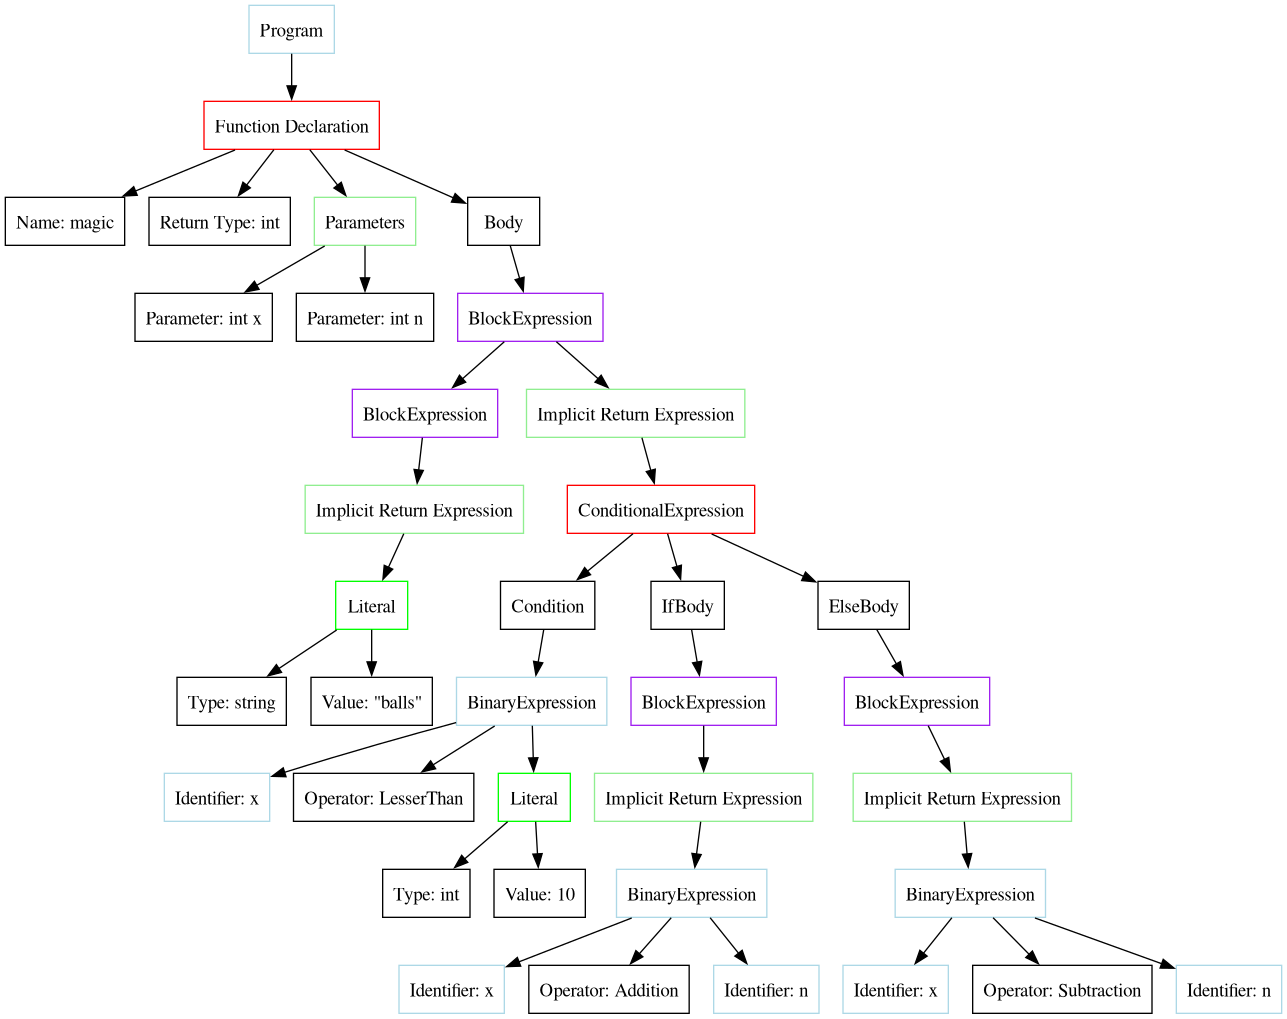 Program
Function Declaration
Name: magic
Return Type: int
Parameters
Body
Parameter: int x
Parameter: int n
BlockExpression
BlockExpression
Implicit Return Expression
Implicit Return Expression
ConditionalExpression
Literal
Condition
IfBody
ElseBody
Type: string
Value: "balls"
BinaryExpression
BlockExpression
BlockExpression
Identifier: x
Operator: LesserThan
Literal
Implicit Return Expression
Implicit Return Expression
Type: int
Value: 10
BinaryExpression
BinaryExpression
Identifier: x
Operator: Addition
Identifier: n
Identifier: x
Operator: Subtraction
Identifier: n